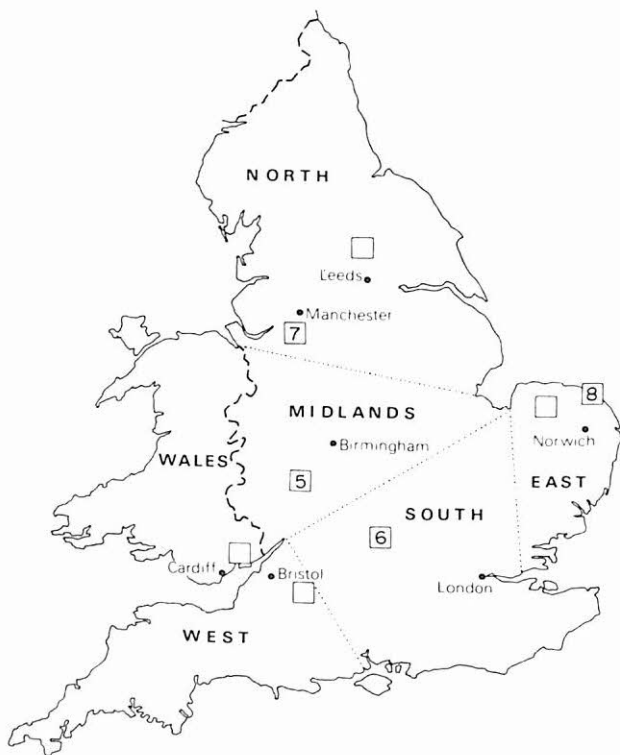 NORTH
Leeds
Manchester
7
MIDLANDS
8
Birmingham
Norwich
WALES
5
EAST
SOUTH
6
Cardiff
Bristol
London
WEST